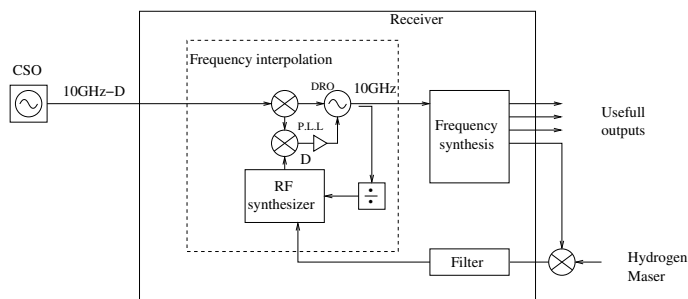 Receiver
Frequency interpolation
CSO
10GHz-D
DRO
10GHz
P.L.L
D
RF
synthesizer
÷
Frequency
synthesis
Usefull
outputs
Filter
Hydrogen
Maser